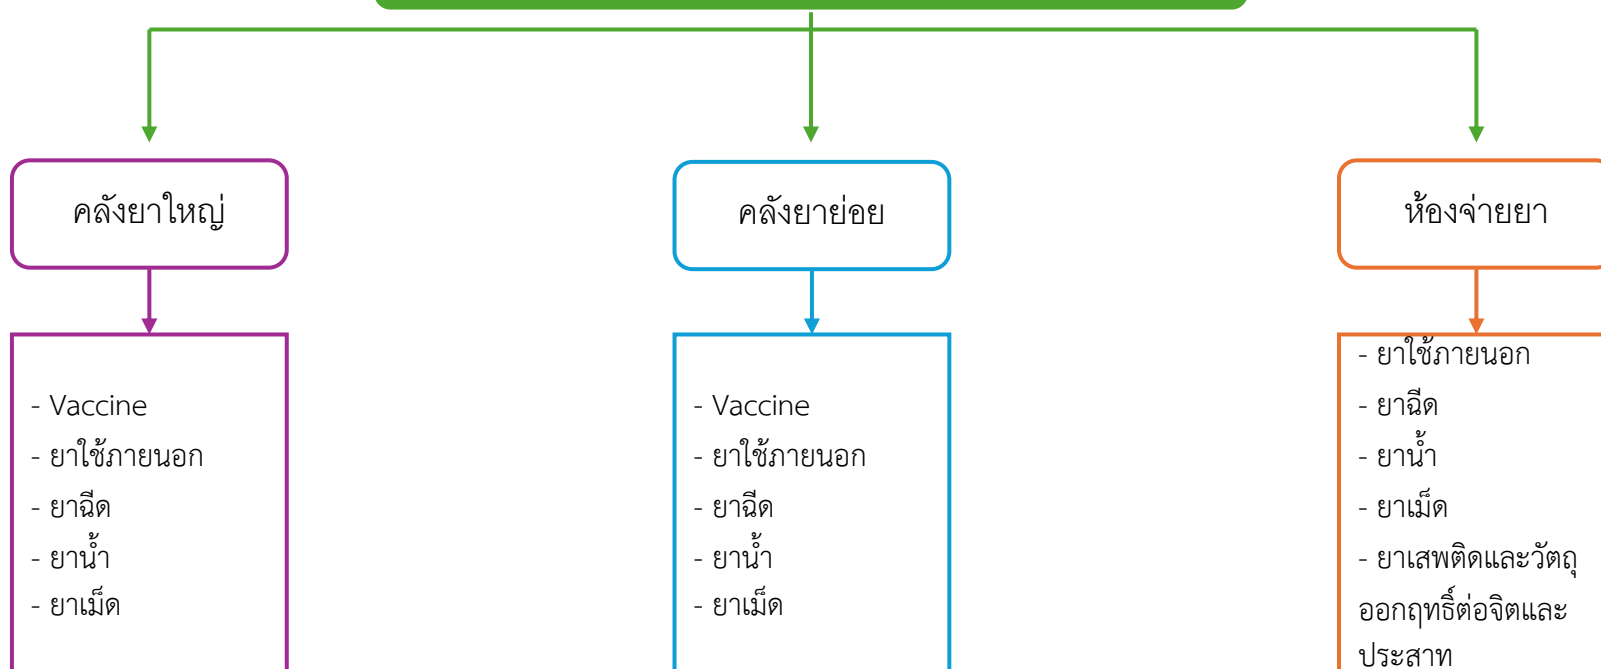 คลังยาใหญ่
คลังยาย่อย
ห้องจ่ายยา
- Vaccine
- ยาใช้ภายนอก
- ยาฉีด
- ยาน้ำ
- ยาเม็ด
- Vaccine
- ยาใช้ภายนอก
- ยาฉีด
- ยาน้ำ
- ยาเม็ด
- ยาใช้ภายนอก
- ยาฉีด
- ยาน้ำ
- ยาเม็ด
- ยาเสพติดและวัตถุ
ออกฤทธิ์ต่อจิตและ
ประสาท